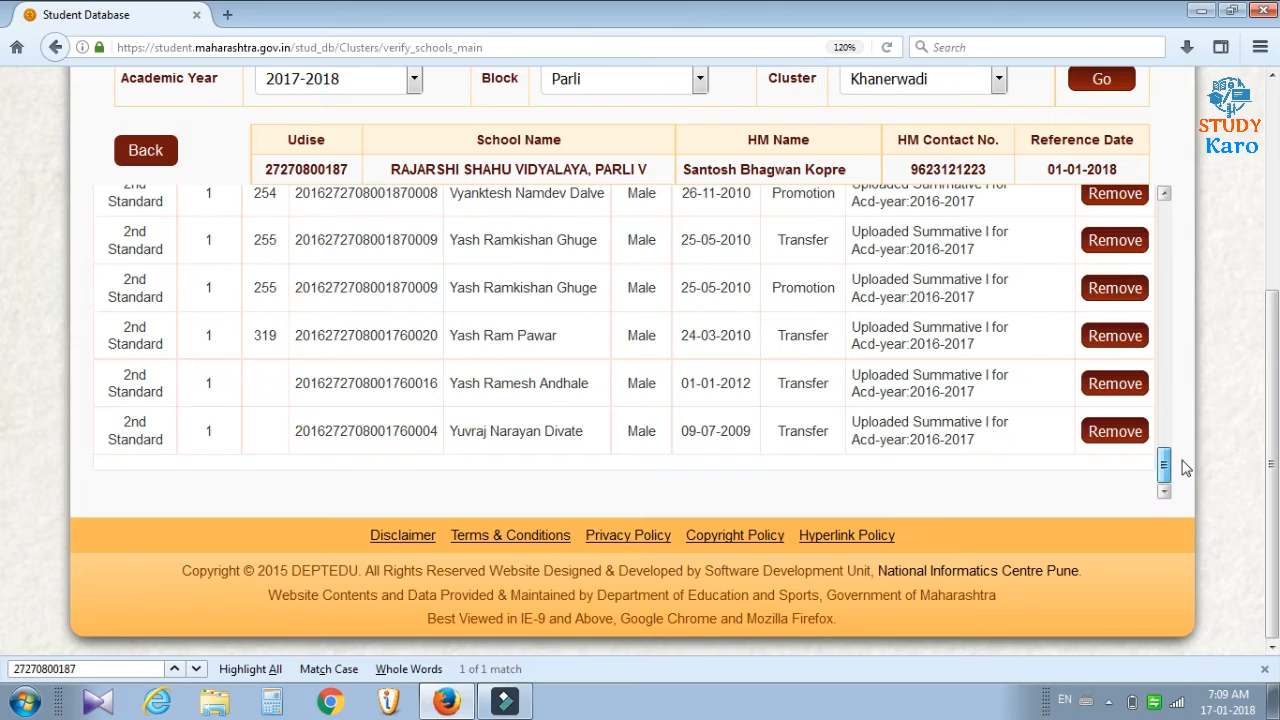 Student Database
https://student.maharashtra.gov.in/stud_db/Clusters/verify_schools_main 120% Search
Academic Year 2017-2018 Block Parli Cluster Khanerwadi Go
STUDY Karo
Back
Udise School Name HM Name HM Contact No. Reference Date
27270800187 RAJARSHI SHAHU VIDYALAYA, PARLI V Santosh Bhagwan Kopre 9623121223 01-01-2018
2nd Standard 1 254 2016272708001870008 Vyanktesh Namdev Dalve Male 26-11-2010 Promotion Uploaded Summative I for Acd-year:2016-2017 Remove
2nd Standard 1 255 2016272708001870009 Yash Ramkishan Ghuge Male 25-05-2010 Transfer Uploaded Summative I for Acd-year:2016-2017 Remove
2nd Standard 1 255 2016272708001870009 Yash Ramkishan Ghuge Male 25-05-2010 Promotion Uploaded Summative I for Acd-year:2016-2017 Remove
2nd Standard 1 319 2016272708001760020 Yash Ram Pawar Male 24-03-2010 Transfer Uploaded Summative I for Acd-year:2016-2017 Remove
2nd Standard 1 2016272708001760016 Yash Ramesh Andhale Male 01-01-2012 Transfer Uploaded Summative I for Acd-year:2016-2017 Remove
2nd Standard 1 2016272708001760004 Yuvraj Narayan Divate Male 09-07-2009 Transfer Uploaded Summative I for Acd-year:2016-2017 Remove
Disclaimer Terms & Conditions Privacy Policy Copyright Policy Hyperlink Policy
Copyright © 2015 DEPTEDU. All Rights Reserved Website Designed & Developed by Software Development Unit, National Informatics Centre Pune.
Website Contents and Data Provided & Maintained by Department of Education and Sports, Government of Maharashtra
Best Viewed in IE-9 and Above, Google Chrome and Mozilla Firefox.
27270800187 Highlight All Match Case Whole Words 1 of 1 match
EN 7:09 AM
17-01-2018